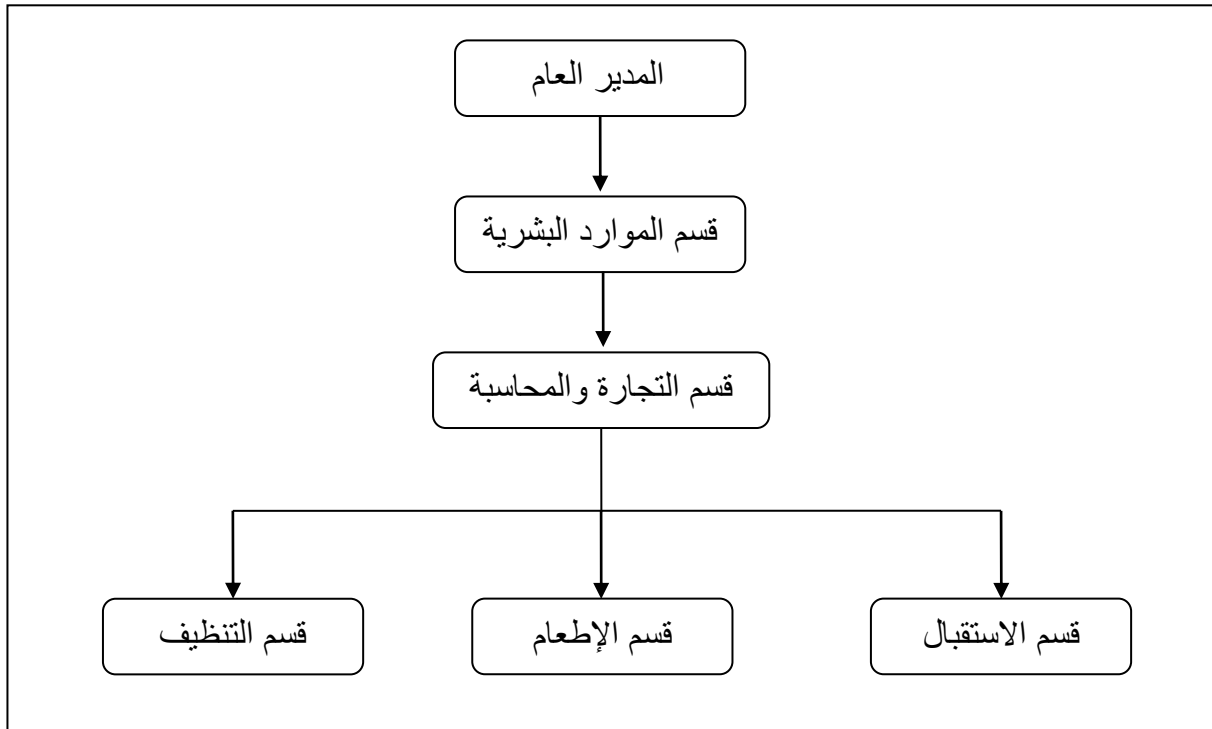 المدير العام
قسم الموارد البشرية
قسم التجارة والمحاسبة
قسم الاستقبال
قسم الإطعام
قسم التنظيف